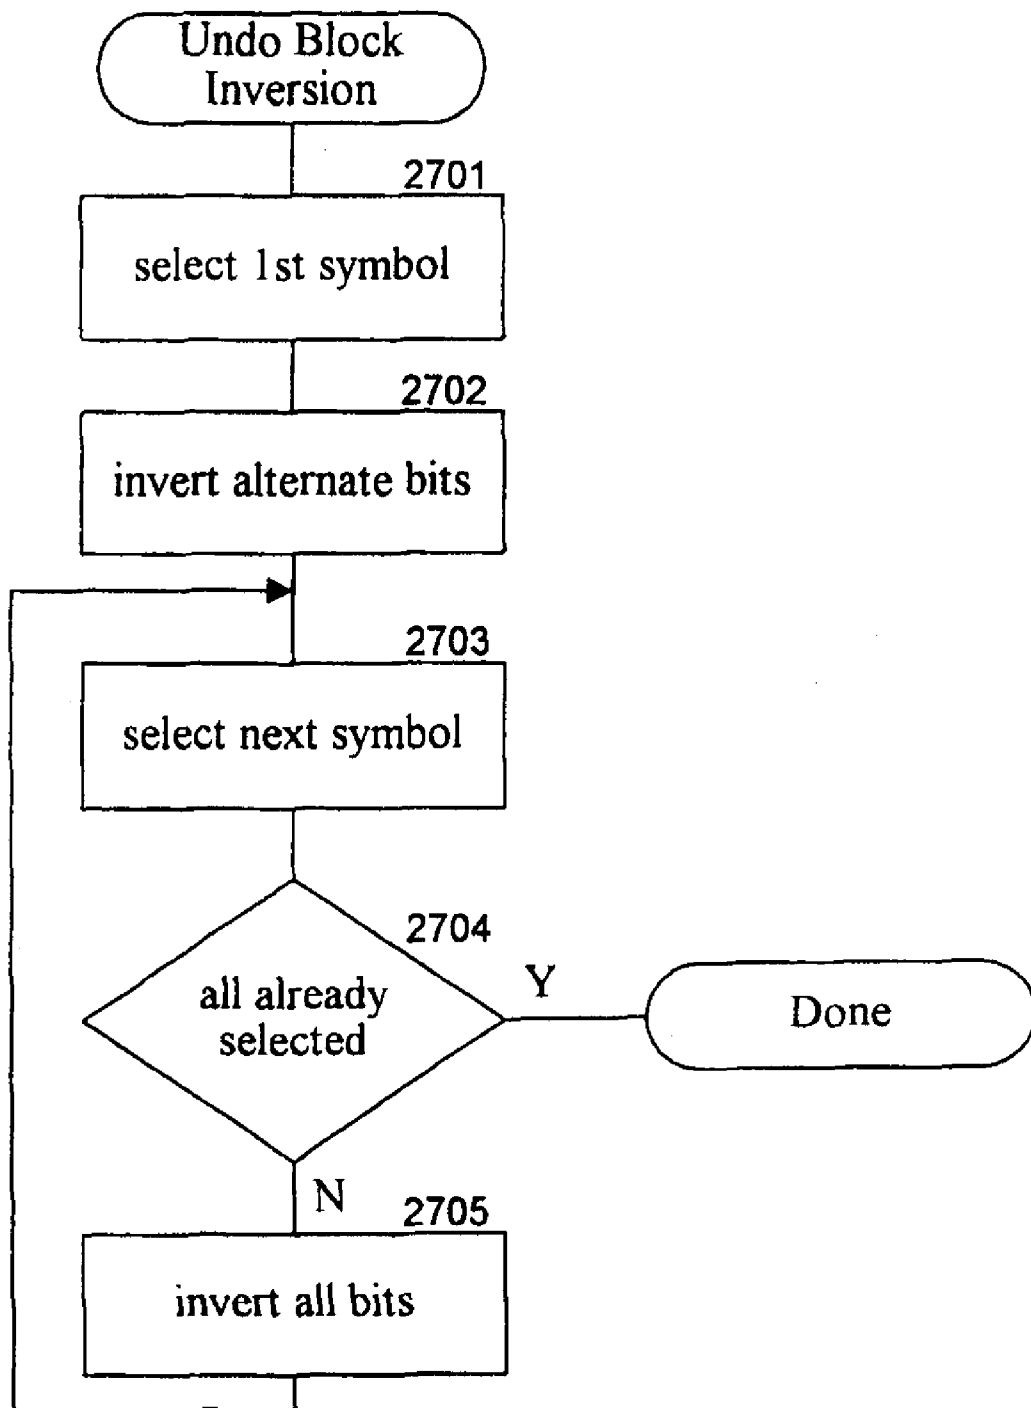 Undo Block
Inversion
2701
select 1st symbol
2702
invert alternate bits
2703
select next symbol
2704
all already
selected
Y
Done
N
2705
invert all bits